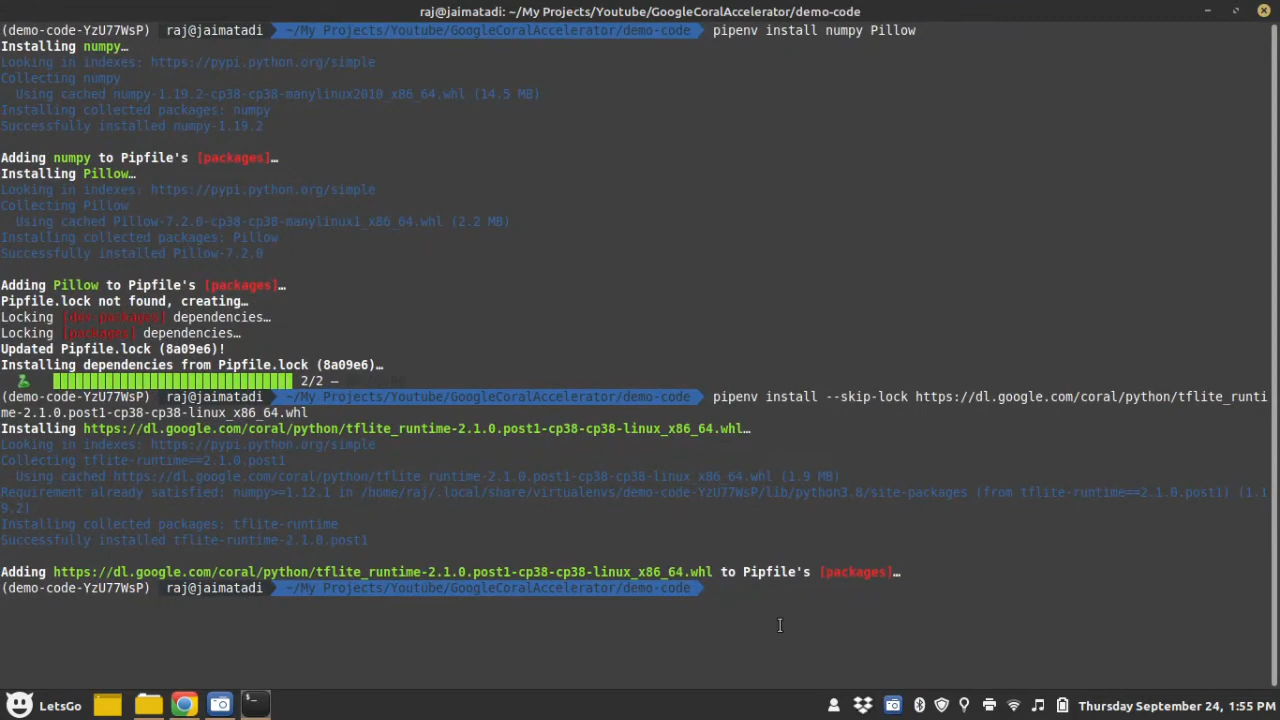 raj@jaimatadi: ~/My Projects/Youtube/GoogleCoralAccelerator/demo-code
(demo-code-YzU77WsP) raj@jaimatadi ~/My Projects/Youtube/GoogleCoralAccelerator/demo-code pipenv install numpy Pillow
Installing numpy…
Looking in indexes: https://pypi.python.org/simple
Collecting numpy
Using cached numpy-1.19.2-cp38-cp38-manylinux2010_x86_64.whl (14.5 MB)
Installing collected packages: numpy
Successfully installed numpy-1.19.2
Adding numpy to Pipfile's [packages]…
Installing Pillow…
Looking in indexes: https://pypi.python.org/simple
Collecting Pillow
Using cached Pillow-7.2.0-cp38-cp38-manylinux1_x86_64.whl (2.2 MB)
Installing collected packages: Pillow
Successfully installed Pillow-7.2.0
Adding Pillow to Pipfile's [packages]…
Pipfile.lock not found, creating…
Locking [dev-packages] dependencies…
Locking [packages] dependencies…
Updated Pipfile.lock (8a09e6)!
Installing dependencies from Pipfile.lock (8a09e6)…
2/2 —
(demo-code-YzU77WsP) raj@jaimatadi ~/My Projects/Youtube/GoogleCoralAccelerator/demo-code pipenv install --skip-lock https://dl.google.com/coral/python/tflite_runti
me-2.1.0.post1-cp38-cp38-linux_x86_64.whl
Installing https://dl.google.com/coral/python/tflite_runtime-2.1.0.post1-cp38-cp38-linux_x86_64.whl…
Looking in indexes: https://pypi.python.org/simple
Collecting tflite-runtime==2.1.0.post1
Using cached https://dl.google.com/coral/python/tflite_runtime-2.1.0.post1-cp38-cp38-linux_x86_64.whl (1.9 MB)
Requirement already satisfied: numpy>=1.12.1 in /home/raj/.local/share/virtualenvs/demo-code-YzU77WsP/lib/python3.8/site-packages (from tflite-runtime==2.1.0.post1) (1.1
9.2)
Installing collected packages: tflite-runtime
Successfully installed tflite-runtime-2.1.0.post1
Adding https://dl.google.com/coral/python/tflite_runtime-2.1.0.post1-cp38-cp38-linux_x86_64.whl to Pipfile's [packages]…
(demo-code-YzU77WsP) raj@jaimatadi ~/My Projects/Youtube/GoogleCoralAccelerator/demo-code
LetsGo
Thursday September 24, 1:55 PM